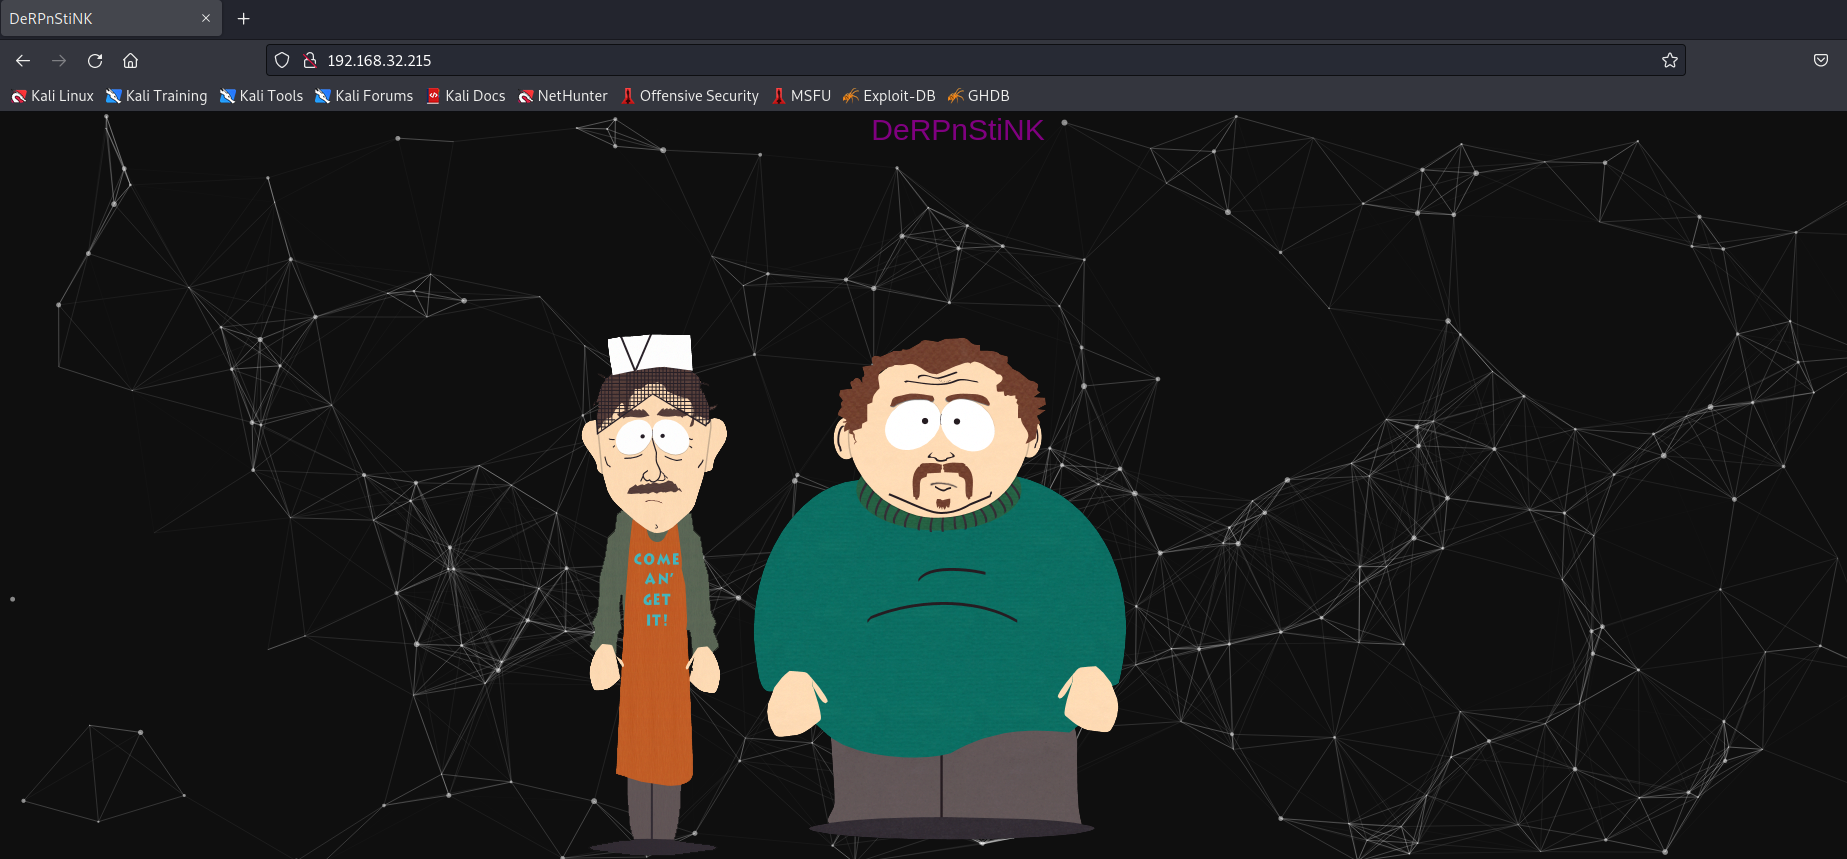 DeRPnStiNK
192.168.32.215
Kali Linux Kali Training Kali Tools Kali Forums Kali Docs NetHunter Offensive Security MSFU Exploit-DB GHDB
DeRPnStiNK
COME
AN'
GET
IT!